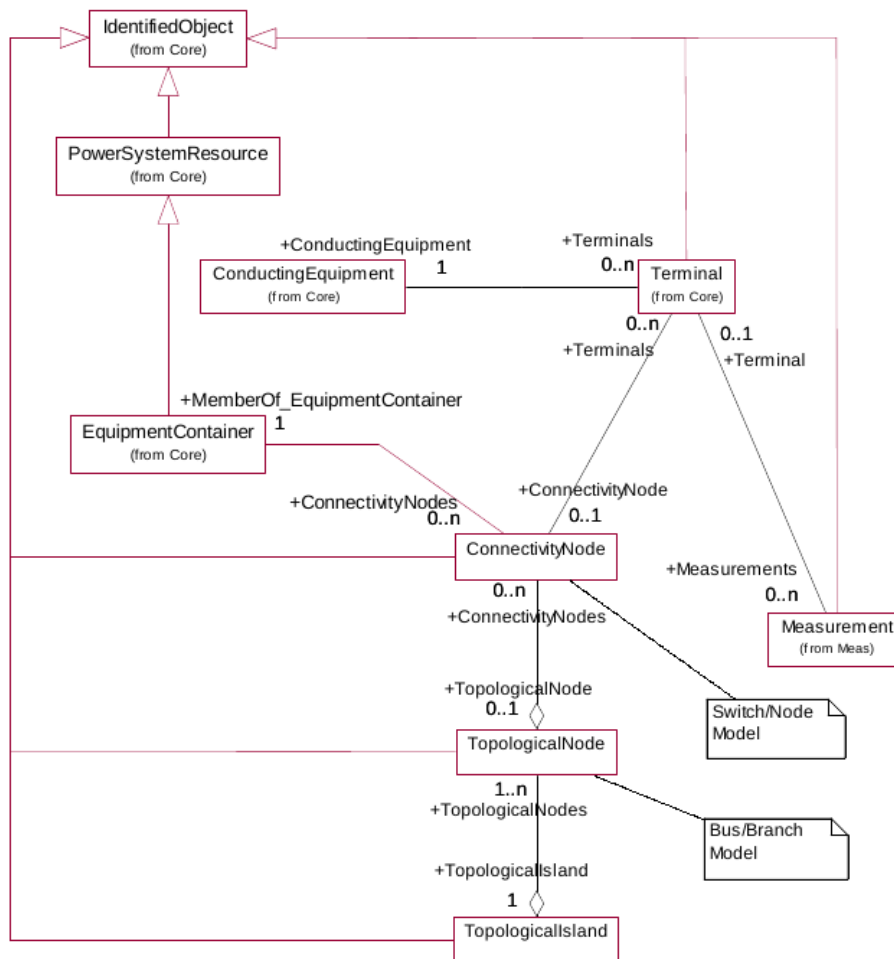 IdentifiedObject
(from Core)
PowerSystemResource
(from Core)
+ConductingEquipment
1
+Terminals
0..n
ConductingEquipment
(from Core)
Terminal
(from Core)
0..n
+Terminals
0..1
+Terminal
+MemberOf_EquipmentContainer
1
EquipmentContainer
(from Core)
+ConnectivityNodes
0..n
+ConnectivityNode
0..1
ConnectivityNode
0..n
+ConnectivityNodes
+Measurements
0..n
Measurement
(from Meas)
+TopologicalNode
0..1
Switch/Node
Model
TopologicalNode
1..n
+TopologicalNodes
Bus/Branch
Model
+TopologicalIsland
1
TopologicalIsland